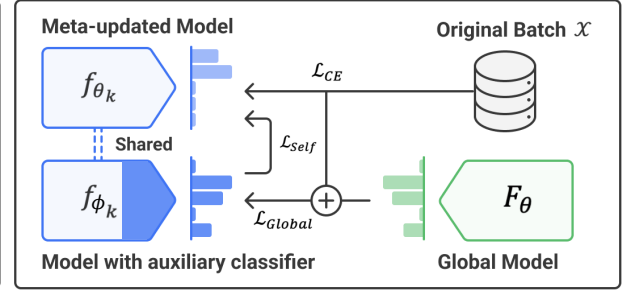 Meta-updated Model
Original Batch 𝒳
f_{θ_k}
ℒ_{CE}
Shared
ℒ_{Self}
f_{ϕ_k}
F_θ
ℒ_{Global}
Model with auxiliary classifier
Global Model